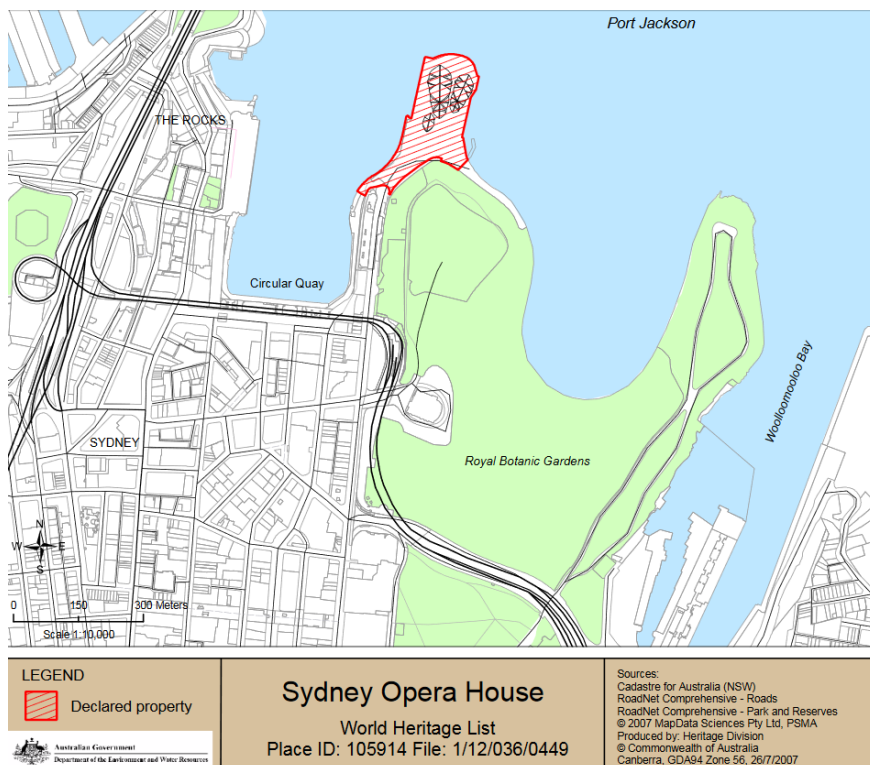 Port Jackson
THE ROCKS
Circular Quay
Woolloomooloo Bay
SYDNEY
Royal Botanic Gardens
N
W E
S
0 150 300 Meters
Scale 1:10,000
LEGEND
Declared property
Australian Government
Department of the Environment and Water Resources
Sydney Opera House
World Heritage List
Place ID: 105914 File: 1/12/036/0449
Sources:
Cadastre for Australia (NSW)
RoadNet Comprehensive - Roads
RoadNet Comprehensive - Park and Reserves
© 2007 MapData Sciences Pty Ltd, PSMA
Produced by: Heritage Division
© Commonwealth of Australia
Canberra, GDA94 Zone 56, 26/7/2007